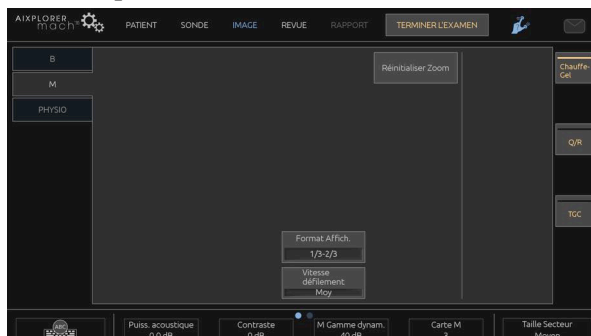 AIXPLORER
mach
PATIENT
SONDE
IMAGE
REVUE
RAPPORT
TERMINER L'EXAMEN
B
M
PHYSIO
Réinitialiser Zoom
Chauffe-
Gel
Q/R
TGC
Format Affich.
1/3-2/3
Vitesse
défilement
Moy
ABC
Puiss. acoustique
0.0 dB
Contraste
0 dB
M Gamme dynam.
40 dB
Carte M
3
Taille Secteur
Moyen